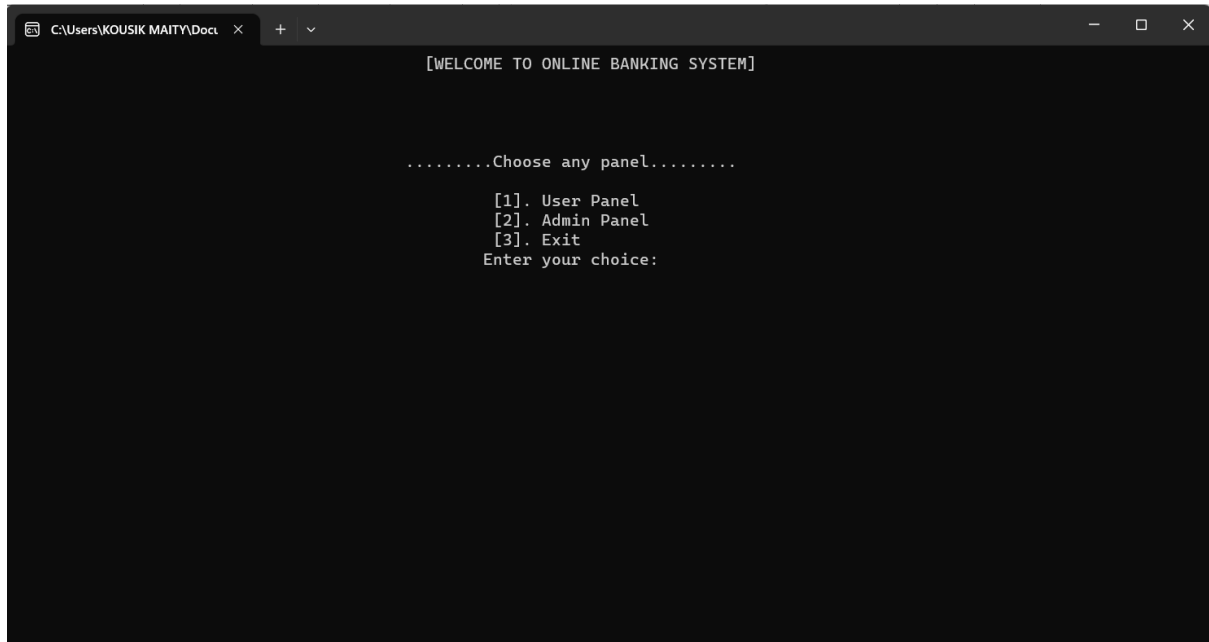 C:\Users\KOUSIK MAITY\Docu
[WELCOME TO ONLINE BANKING SYSTEM]
.........Choose any panel.........
[1]. User Panel
[2]. Admin Panel
[3]. Exit
Enter your choice: